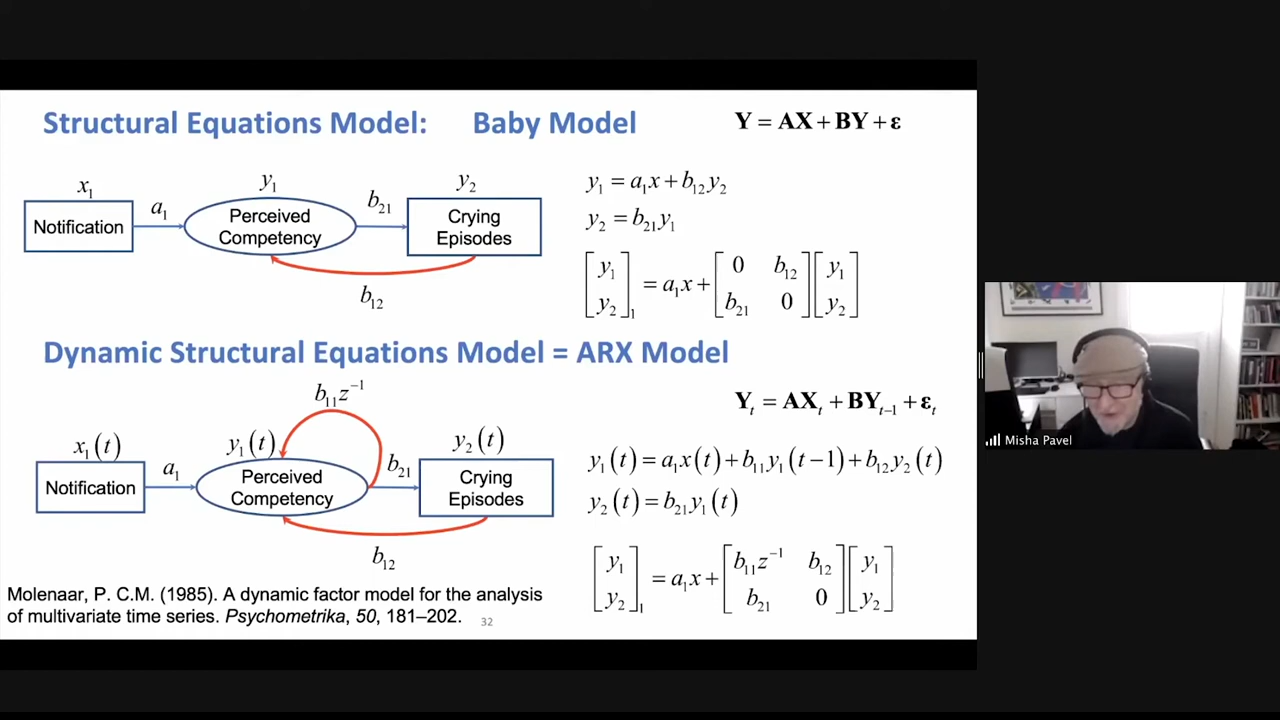 Structural Equations Model: Baby Model
Y = AX + BY + ε
x₁
a₁
y₁
b₂₁
y₂
Notification
Perceived
Competency
Crying
Episodes
b₁₂
y₁ = a₁x + b₁₂y₂
y₂ = b₂₁y₁
[y₁ y₂]₁ = a₁x + [0 b₁₂ b₂₁ 0][y₁ y₂]
Dynamic Structural Equations Model = ARX Model
b₁₁z⁻¹
Yₜ = AXₜ + BYₜ₋₁ + εₜ
x₁(t)
a₁
y₁(t)
b₂₁
y₂(t)
Notification
Perceived
Competency
Crying
Episodes
b₁₂
y₁(t) = a₁x(t) + b₁₁y₁(t−1) + b₁₂y₂(t)
y₂(t) = b₂₁y₁(t)
[y₁ y₂]₁ = a₁x + [b₁₁z⁻¹ b₁₂ b₂₁ 0][y₁ y₂]
Molenaar, P. C.M. (1985). A dynamic factor model for the analysis
of multivariate time series. Psychometrika, 50, 181–202.
32
Misha Pavel